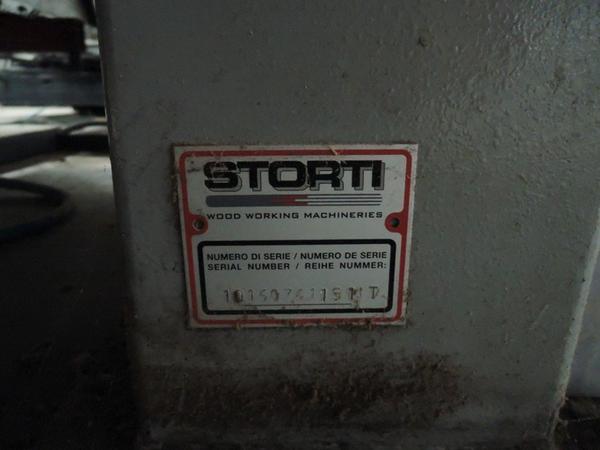 STORTI
WOOD WORKING MACHINERIES
NUMERO DI SERIE / NUMERO DE SERIE
SERIAL NUMBER / REIHE NUMMER: